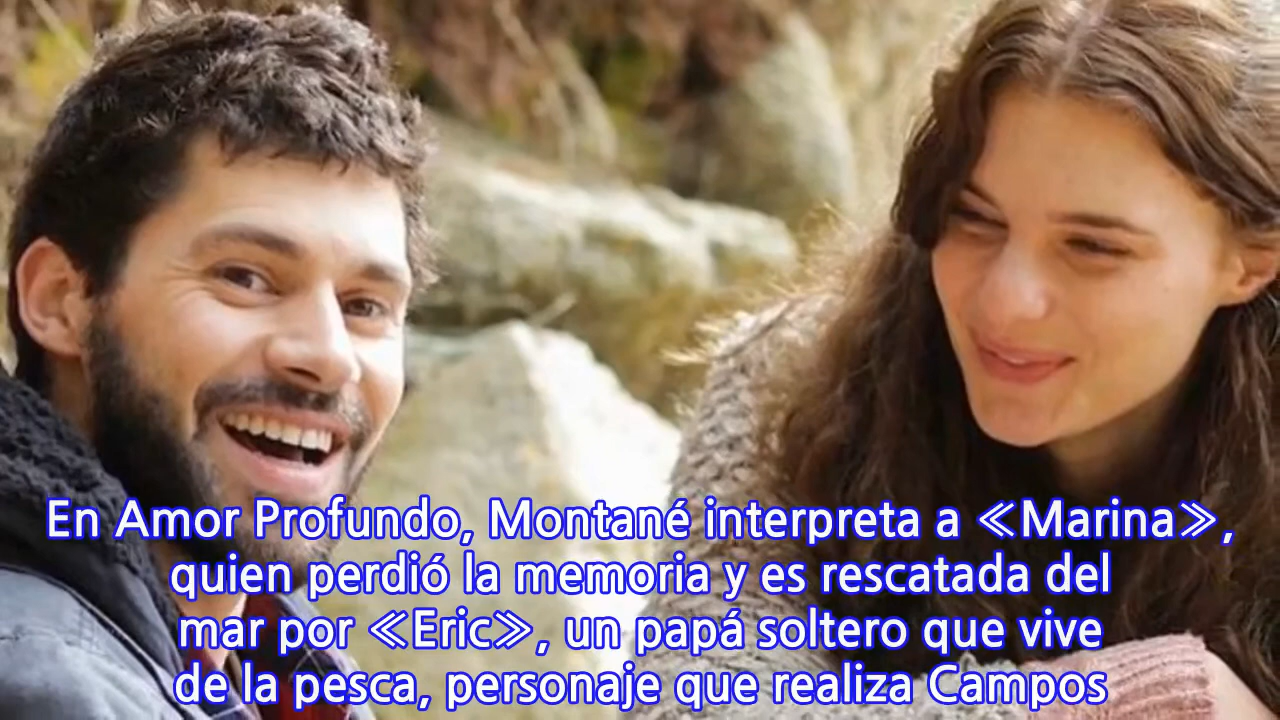 En Amor Profundo, Montané interpreta a ≪Marina≫,
quien perdió la memoria y es rescatada del
mar por ≪Eric≫, un papá soltero que vive
de la pesca, personaje que realiza Campos